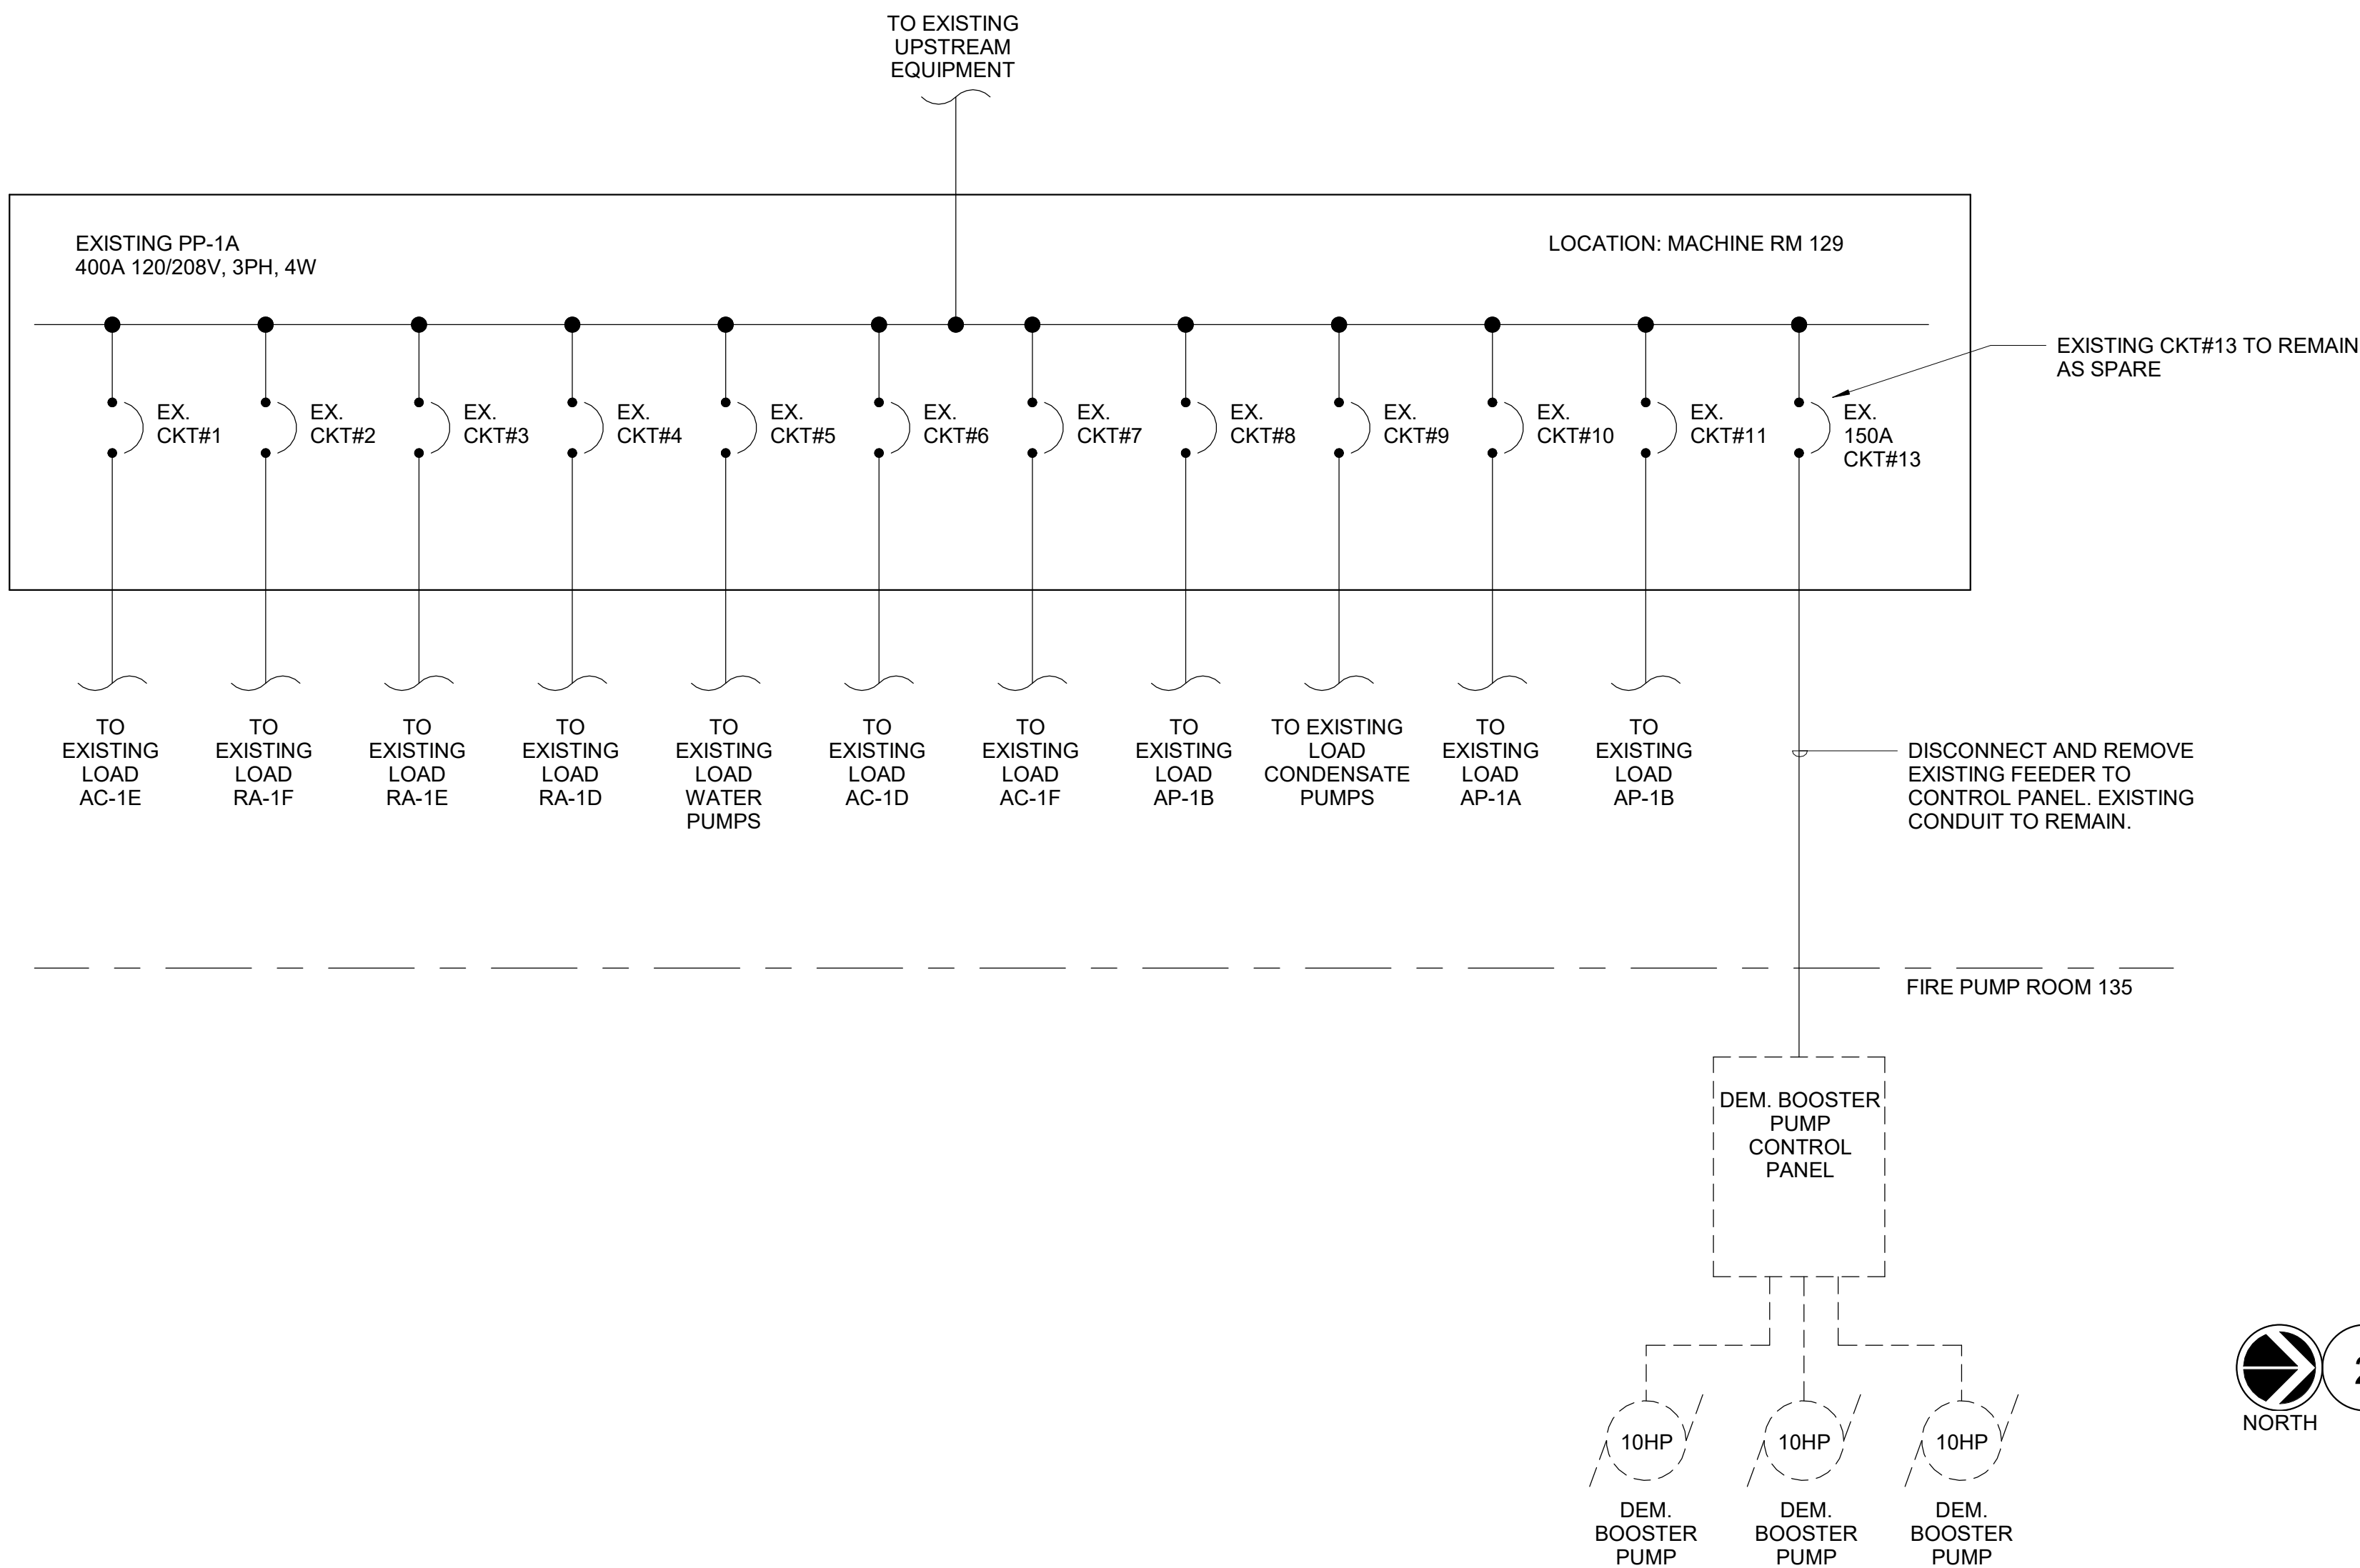 TO EXISTING
UPSTREAM
EQUIPMENT
EXISTING PP-1A
400A 120/208V, 3PH, 4W
LOCATION: MACHINE RM 129
EXISTING CKT#13 TO REMAIN
AS SPARE
EX.
CKT#1
EX.
CKT#2
EX.
CKT#3
EX.
CKT#4
EX.
CKT#5
EX.
CKT#6
EX.
CKT#7
EX.
CKT#8
EX.
CKT#9
EX.
CKT#10
EX.
CKT#11
EX.
150A
CKT#13
TO
EXISTING
LOAD
AC-1E
TO
EXISTING
LOAD
RA-1F
TO
EXISTING
LOAD
RA-1E
TO
EXISTING
LOAD
RA-1D
TO
EXISTING
LOAD
WATER
PUMPS
TO
EXISTING
LOAD
AC-1D
TO
EXISTING
LOAD
AC-1F
TO
EXISTING
LOAD
AP-1B
TO EXISTING
LOAD
CONDENSATE
PUMPS
TO
EXISTING
LOAD
AP-1A
TO
EXISTING
LOAD
AP-1B
DISCONNECT AND REMOVE
EXISTING FEEDER TO
CONTROL PANEL. EXISTING
CONDUIT TO REMAIN.
FIRE PUMP ROOM 135
DEM. BOOSTER
PUMP
CONTROL
PANEL
10HP
10HP
10HP
DEM.
BOOSTER
PUMP
DEM.
BOOSTER
PUMP
DEM.
BOOSTER
PUMP
NORTH